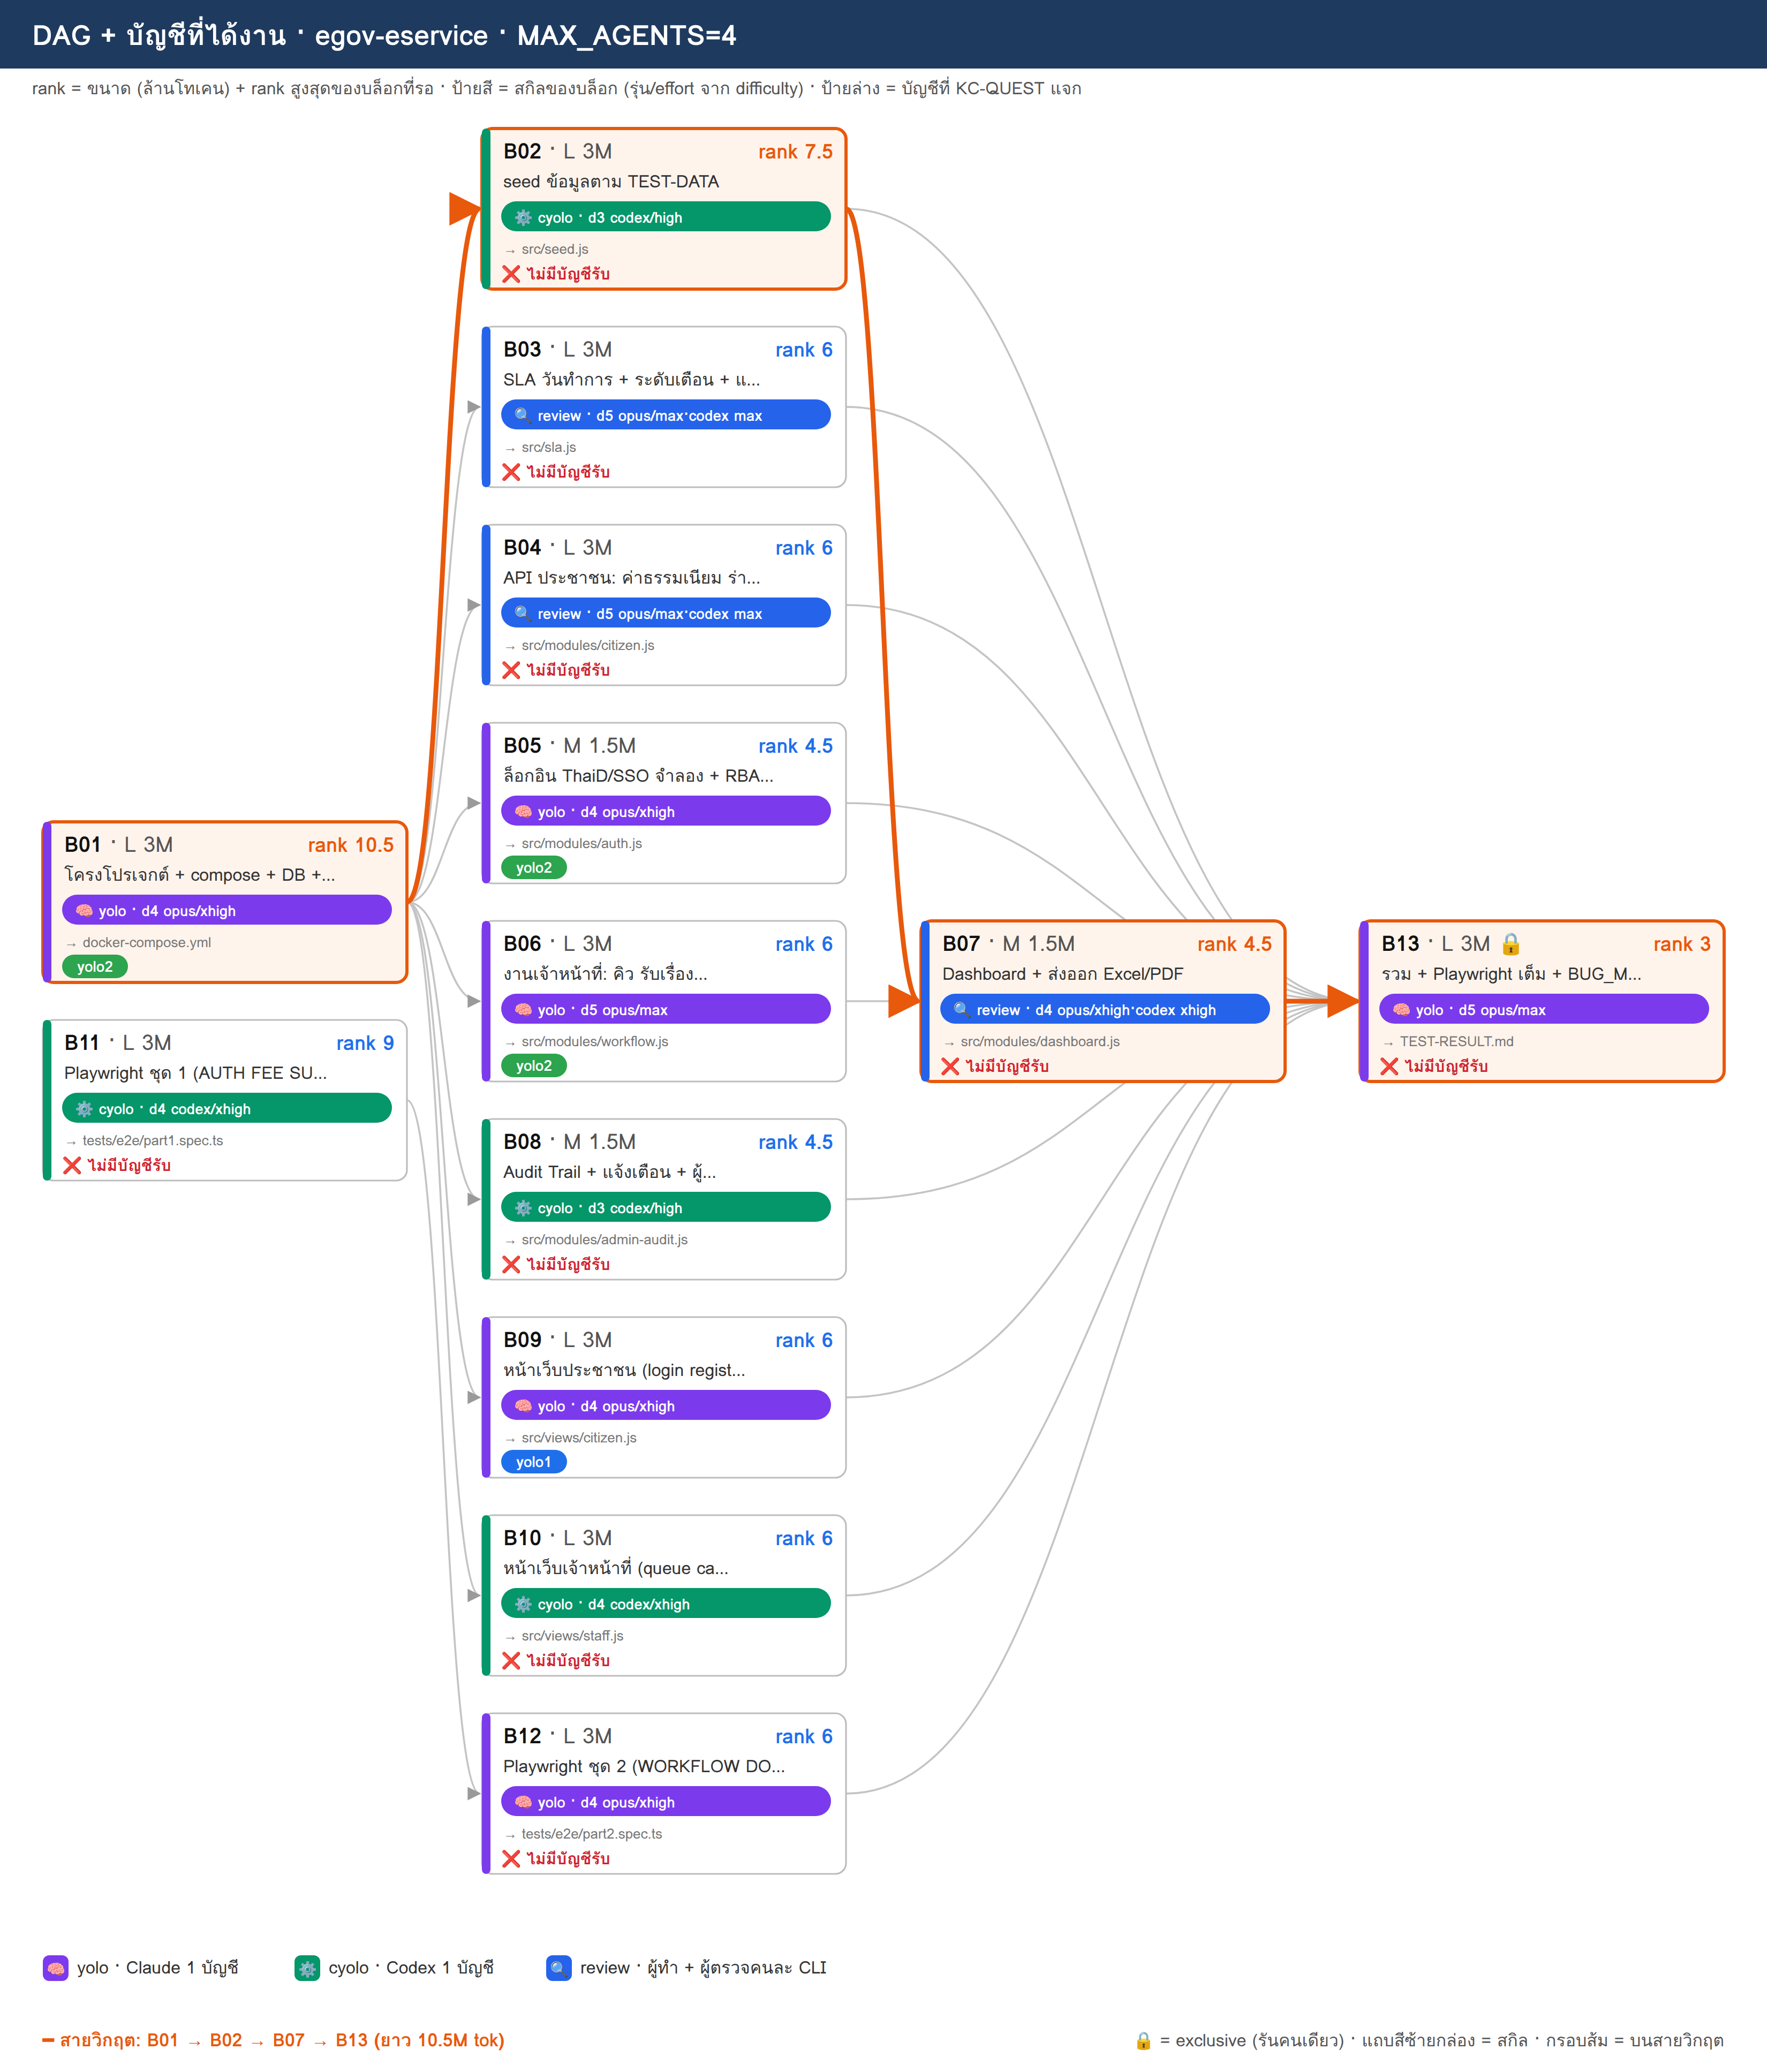 DAG + บัญชีที่ได้งาน · egov-eservice · MAX_AGENTS=4
rank = ขนาด (ล้านโทเคน) + rank สูงสุดของบล็อกที่รอ · ป้ายสี = สกิลของบล็อก (รุ่น/effort จาก difficulty) · ป้ายล่าง = บัญชีที่ KC-QUEST แจก
B01 · L 3M rank 10.5
โครงโปรเจกต์ + compose + DB +...
🧠 yolo · d4 opus/xhigh
→ docker-compose.yml
yolo2
B11 · L 3M rank 9
Playwright ชุด 1 (AUTH FEE SU...
⚙️ cyolo · d4 codex/xhigh
→ tests/e2e/part1.spec.ts
❌ ไม่มีบัญชีรับ
B02 · L 3M rank 7.5
seed ข้อมูลตาม TEST-DATA
⚙️ cyolo · d3 codex/high
→ src/seed.js
❌ ไม่มีบัญชีรับ
B03 · L 3M rank 6
SLA วันทำการ + ระดับเตือน + แ...
🔍 review · d5 opus/max·codex max
→ src/sla.js
❌ ไม่มีบัญชีรับ
B04 · L 3M rank 6
API ประชาชน: ค่าธรรมเนียม ร่า...
🔍 review · d5 opus/max·codex max
→ src/modules/citizen.js
❌ ไม่มีบัญชีรับ
B05 · M 1.5M rank 4.5
ล็อกอิน ThaiD/SSO จำลอง + RBA...
🧠 yolo · d4 opus/xhigh
→ src/modules/auth.js
yolo2
B06 · L 3M rank 6
งานเจ้าหน้าที่: คิว รับเรื่อง...
🧠 yolo · d5 opus/max
→ src/modules/workflow.js
yolo2
B08 · M 1.5M rank 4.5
Audit Trail + แจ้งเตือน + ผู้...
⚙️ cyolo · d3 codex/high
→ src/modules/admin-audit.js
❌ ไม่มีบัญชีรับ
B09 · L 3M rank 6
หน้าเว็บประชาชน (login regist...
🧠 yolo · d4 opus/xhigh
→ src/views/citizen.js
yolo1
B10 · L 3M rank 6
หน้าเว็บเจ้าหน้าที่ (queue ca...
⚙️ cyolo · d4 codex/xhigh
→ src/views/staff.js
❌ ไม่มีบัญชีรับ
B12 · L 3M rank 6
Playwright ชุด 2 (WORKFLOW DO...
🧠 yolo · d4 opus/xhigh
→ tests/e2e/part2.spec.ts
❌ ไม่มีบัญชีรับ
B07 · M 1.5M rank 4.5
Dashboard + ส่งออก Excel/PDF
🔍 review · d4 opus/xhigh·codex xhigh
→ src/modules/dashboard.js
❌ ไม่มีบัญชีรับ
B13 · L 3M 🔒 rank 3
รวม + Playwright เต็ม + BUG_M...
🧠 yolo · d5 opus/max
→ TEST-RESULT.md
❌ ไม่มีบัญชีรับ
🧠 yolo · Claude 1 บัญชี
⚙️ cyolo · Codex 1 บัญชี
🔍 review · ผู้ทำ + ผู้ตรวจคนละ CLI
━ สายวิกฤต: B01 → B02 → B07 → B13 (ยาว 10.5M tok)
🔒 = exclusive (รันคนเดียว) · แถบสีซ้ายกล่อง = สกิล · กรอบส้ม = บนสายวิกฤต